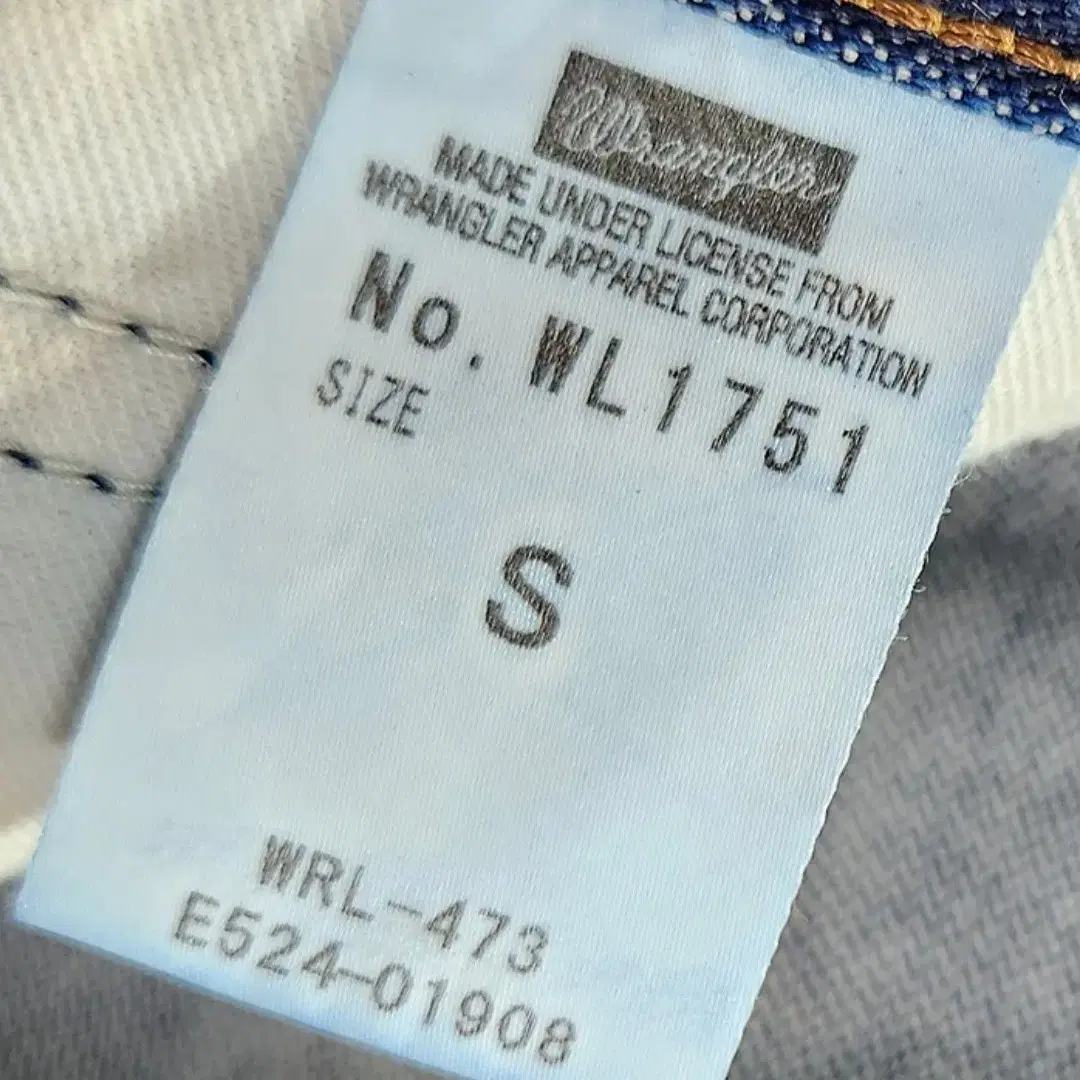 Wrangler
MADE UNDER LICENSE FROM
WRANGLER APPAREL CORPORATION
No. WL1751
SIZE
S
WRL-473
E524-01908